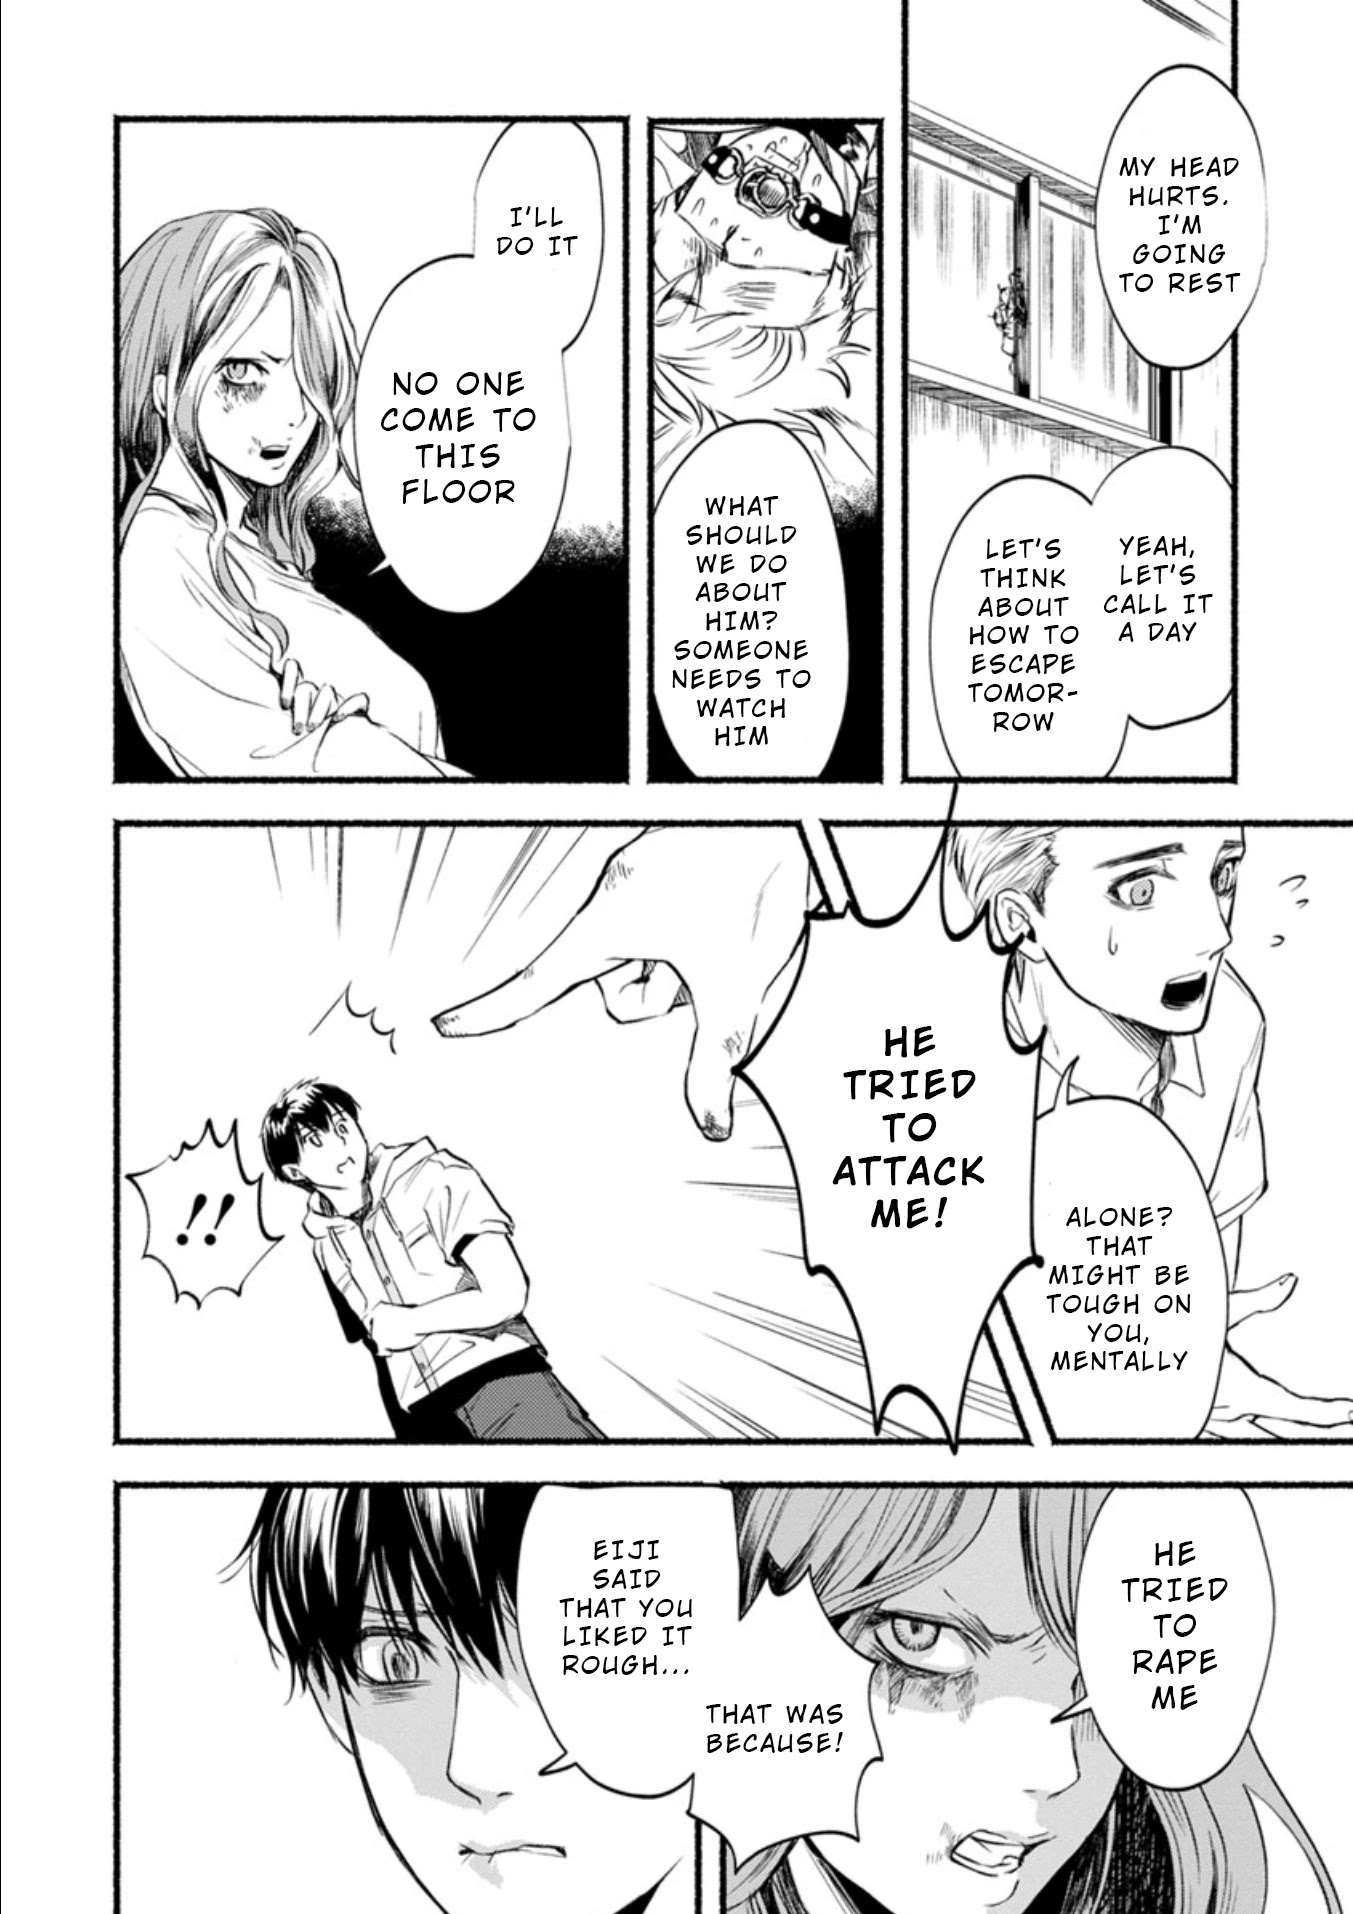 MY HEAD
HURTS.
I'M
GOING
TO REST
YEAH,
LET'S
CALL IT
A DAY
LET'S
THINK
ABOUT
HOW TO
ESCAPE
TOMOR-
ROW
WHAT
SHOULD
WE DO
ABOUT
HIM?
SOMEONE
NEEDS TO
WATCH
HIM
I'LL
DO IT
NO ONE
COME TO
THIS
FLOOR
ALONE?
THAT
MIGHT BE
TOUGH ON
YOU,
MENTALLY
HE
TRIED
TO
ATTACK
ME!
!!
HE
TRIED
TO
RAPE
ME
THAT WAS
BECAUSE!
EIJI
SAID
THAT YOU
LIKED IT
ROUGH...